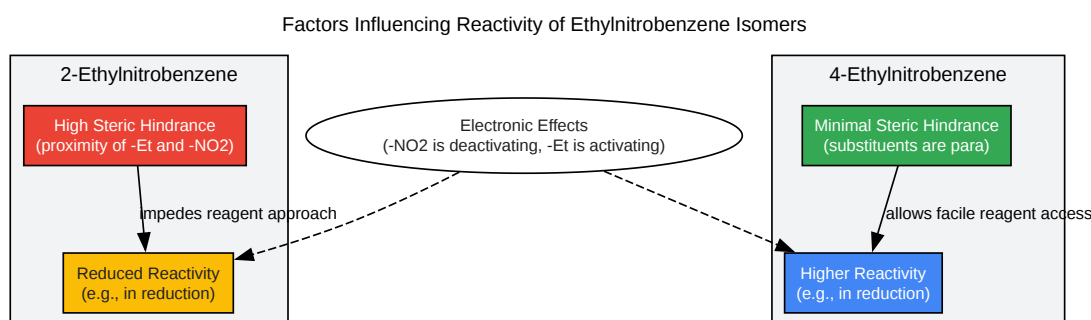 Factors Influencing Reactivity of Ethylnitrobenzene Isomers
2-Ethylnitrobenzene
High Steric Hindrance
(proximity of -Et and -NO2)
impedes reagent approach
Reduced Reactivity
(e.g., in reduction)
Electronic Effects
(-NO2 is deactivating, -Et is activating)
4-Ethylnitrobenzene
Minimal Steric Hindrance
(substituents are para)
allows facile reagent access
Higher Reactivity
(e.g., in reduction)